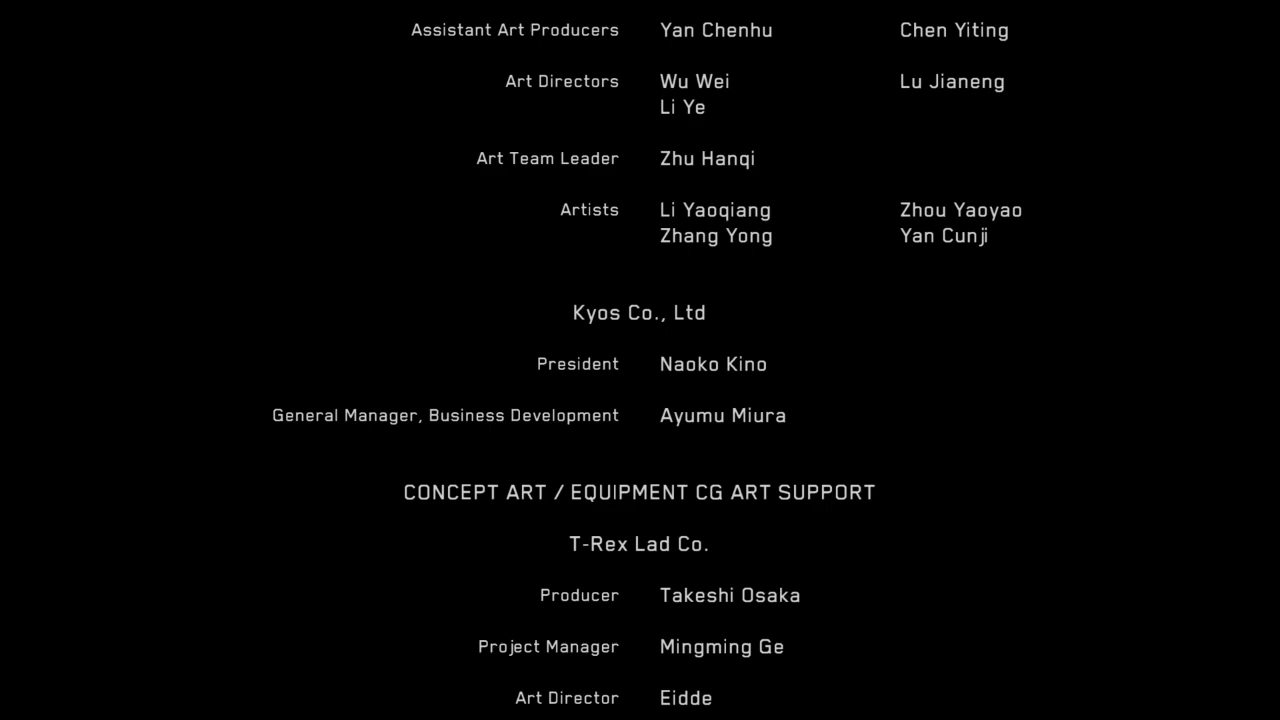 Assistant Art Producers Yan Chenhu Chen Yiting
Art Directors Wu Wei Lu Jianeng
Li Ye
Art Team Leader Zhu Hanqi
Artists Li Yaoqiang Zhou Yaoyao
Zhang Yong Yan Cunji
Kyos Co., Ltd
President Naoko Kino
General Manager, Business Development Ayumu Miura
CONCEPT ART / EQUIPMENT CG ART SUPPORT
T-Rex Lad Co.
Producer Takeshi Osaka
Project Manager Mingming Ge
Art Director Eidde